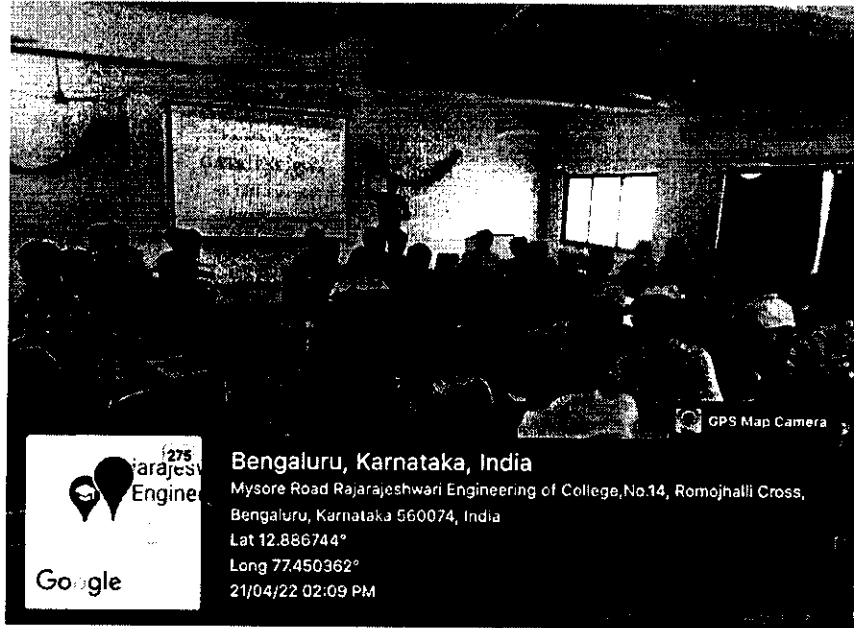 GPS Map Camera
275
arajesw
Engine
Google
Bengaluru, Karnataka, India
Mysore Road Rajarajeshwari Engineering of College,No.14, Romojhalli Cross,
Bengaluru, Karnataka 560074, India
Lat 12.886744°
Long 77.450362°
21/04/22 02:09 PM